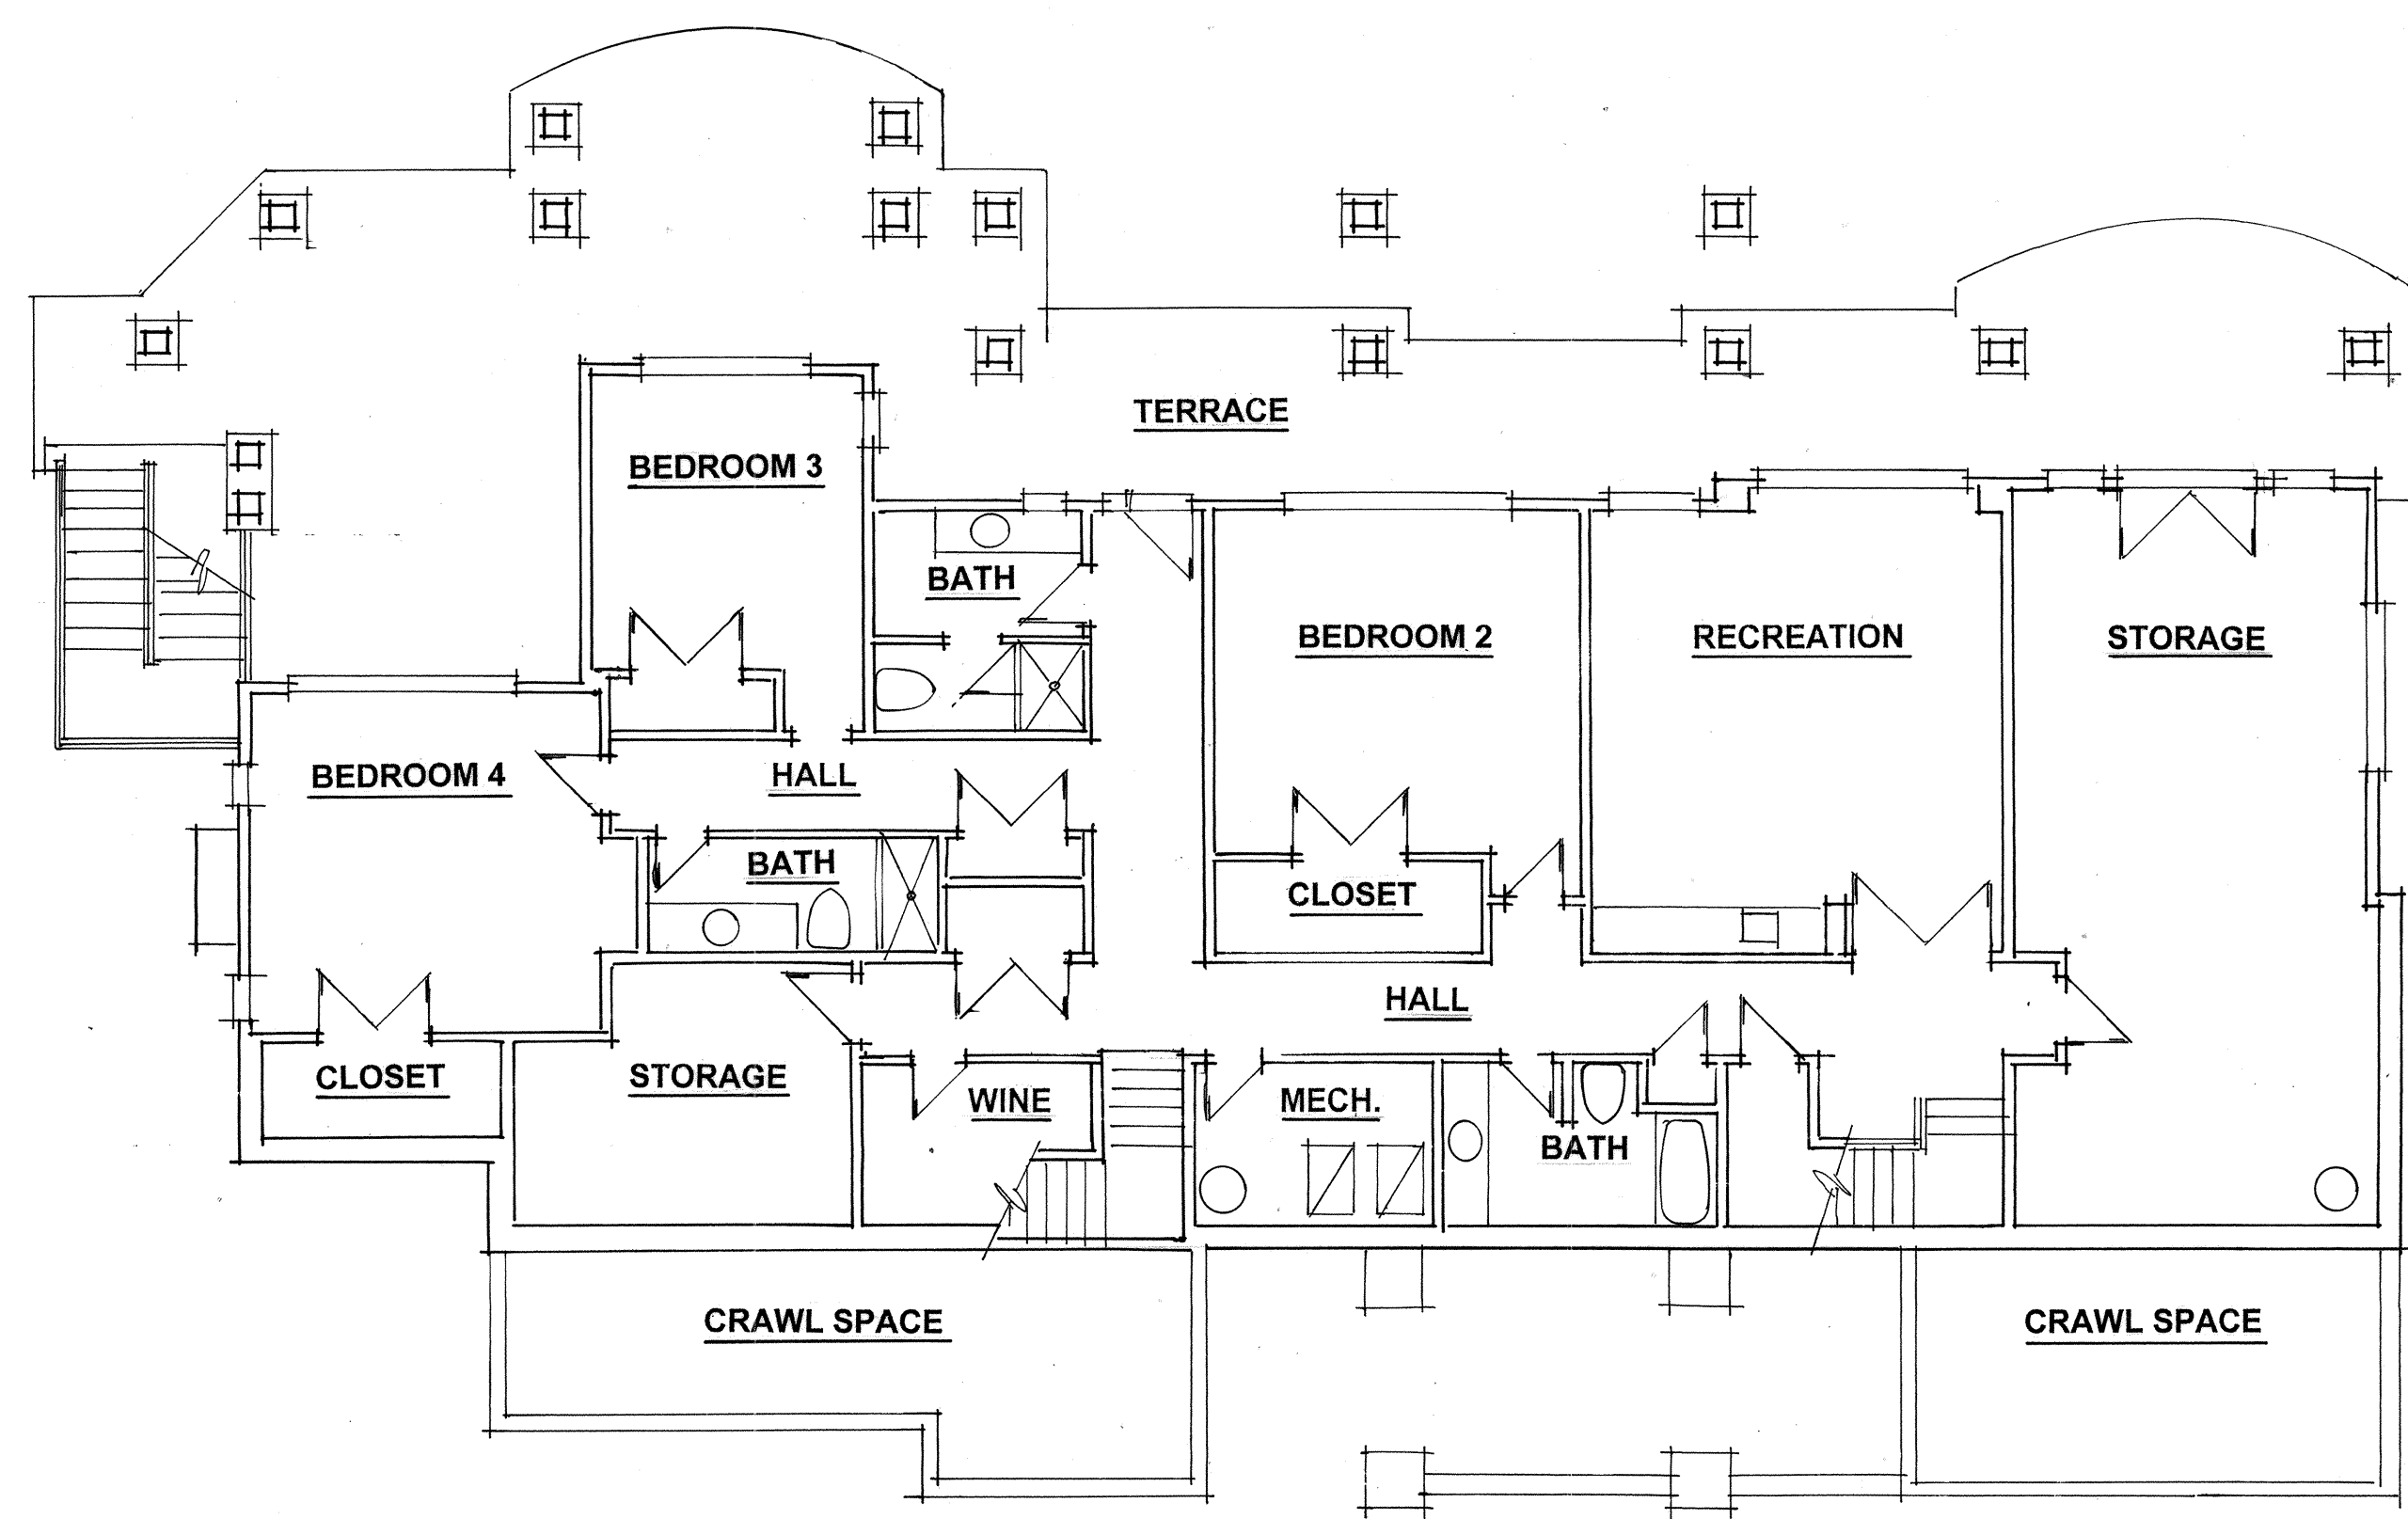 TERRACE
BEDROOM 3
BATH
BEDROOM 2
RECREATION
STORAGE
BEDROOM 4
HALL
BATH
CLOSET
HALL
CLOSET
STORAGE
WINE
MECH.
BATH
CRAWL SPACE
CRAWL SPACE